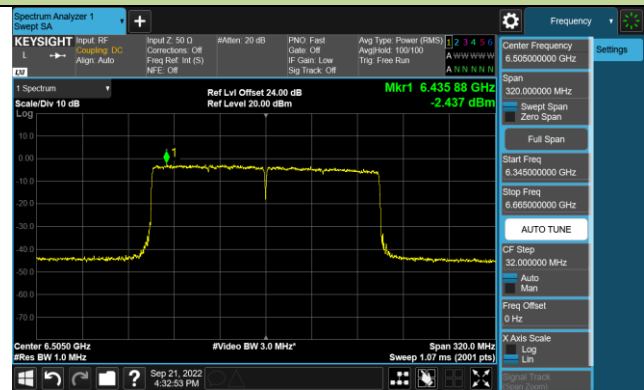 Spectrum Analyzer 1
Swept SA
Frequency
KEYSIGHT
Input: RF
Coupling: DC
Align: Auto
Input Z: 50 Ω
Corrections: Off
Freq Ref: Int (S)
NFE: Off
#Atten: 20 dB
PNO: Fast
Gate: Off
IF Gain: Low
Sig Track: Off
Avg Type: Power (RMS)
Avg|Hold: 100/100
Trig: Free Run
1 2 3 4 5 6
A W W W W W
A N N N N N
L
LXI
1 Spectrum
Scale/Div 10 dB
Log
Ref Lvl Offset 24.00 dB
Ref Level 20.00 dBm
Mkr1 6.435 88 GHz
-2.437 dBm
1
10.0
0.00
-10.0
-20.0
-30.0
-40.0
-50.0
-60.0
-70.0
Center 6.5050 GHz
#Res BW 1.0 MHz
#Video BW 3.0 MHz*
Span 320.0 MHz
Sweep 1.07 ms (2001 pts)
Sep 21, 2022
4:32:53 PM
Center Frequency
6.505000000 GHz
Span
320.000000 MHz
Swept Span
Zero Span
Full Span
Start Freq
6.345000000 GHz
Stop Freq
6.665000000 GHz
AUTO TUNE
CF Step
32.000000 MHz
Auto
Man
Freq Offset
0 Hz
X Axis Scale
Log
Lin
Signal Track
(Span Zoom)
Settings